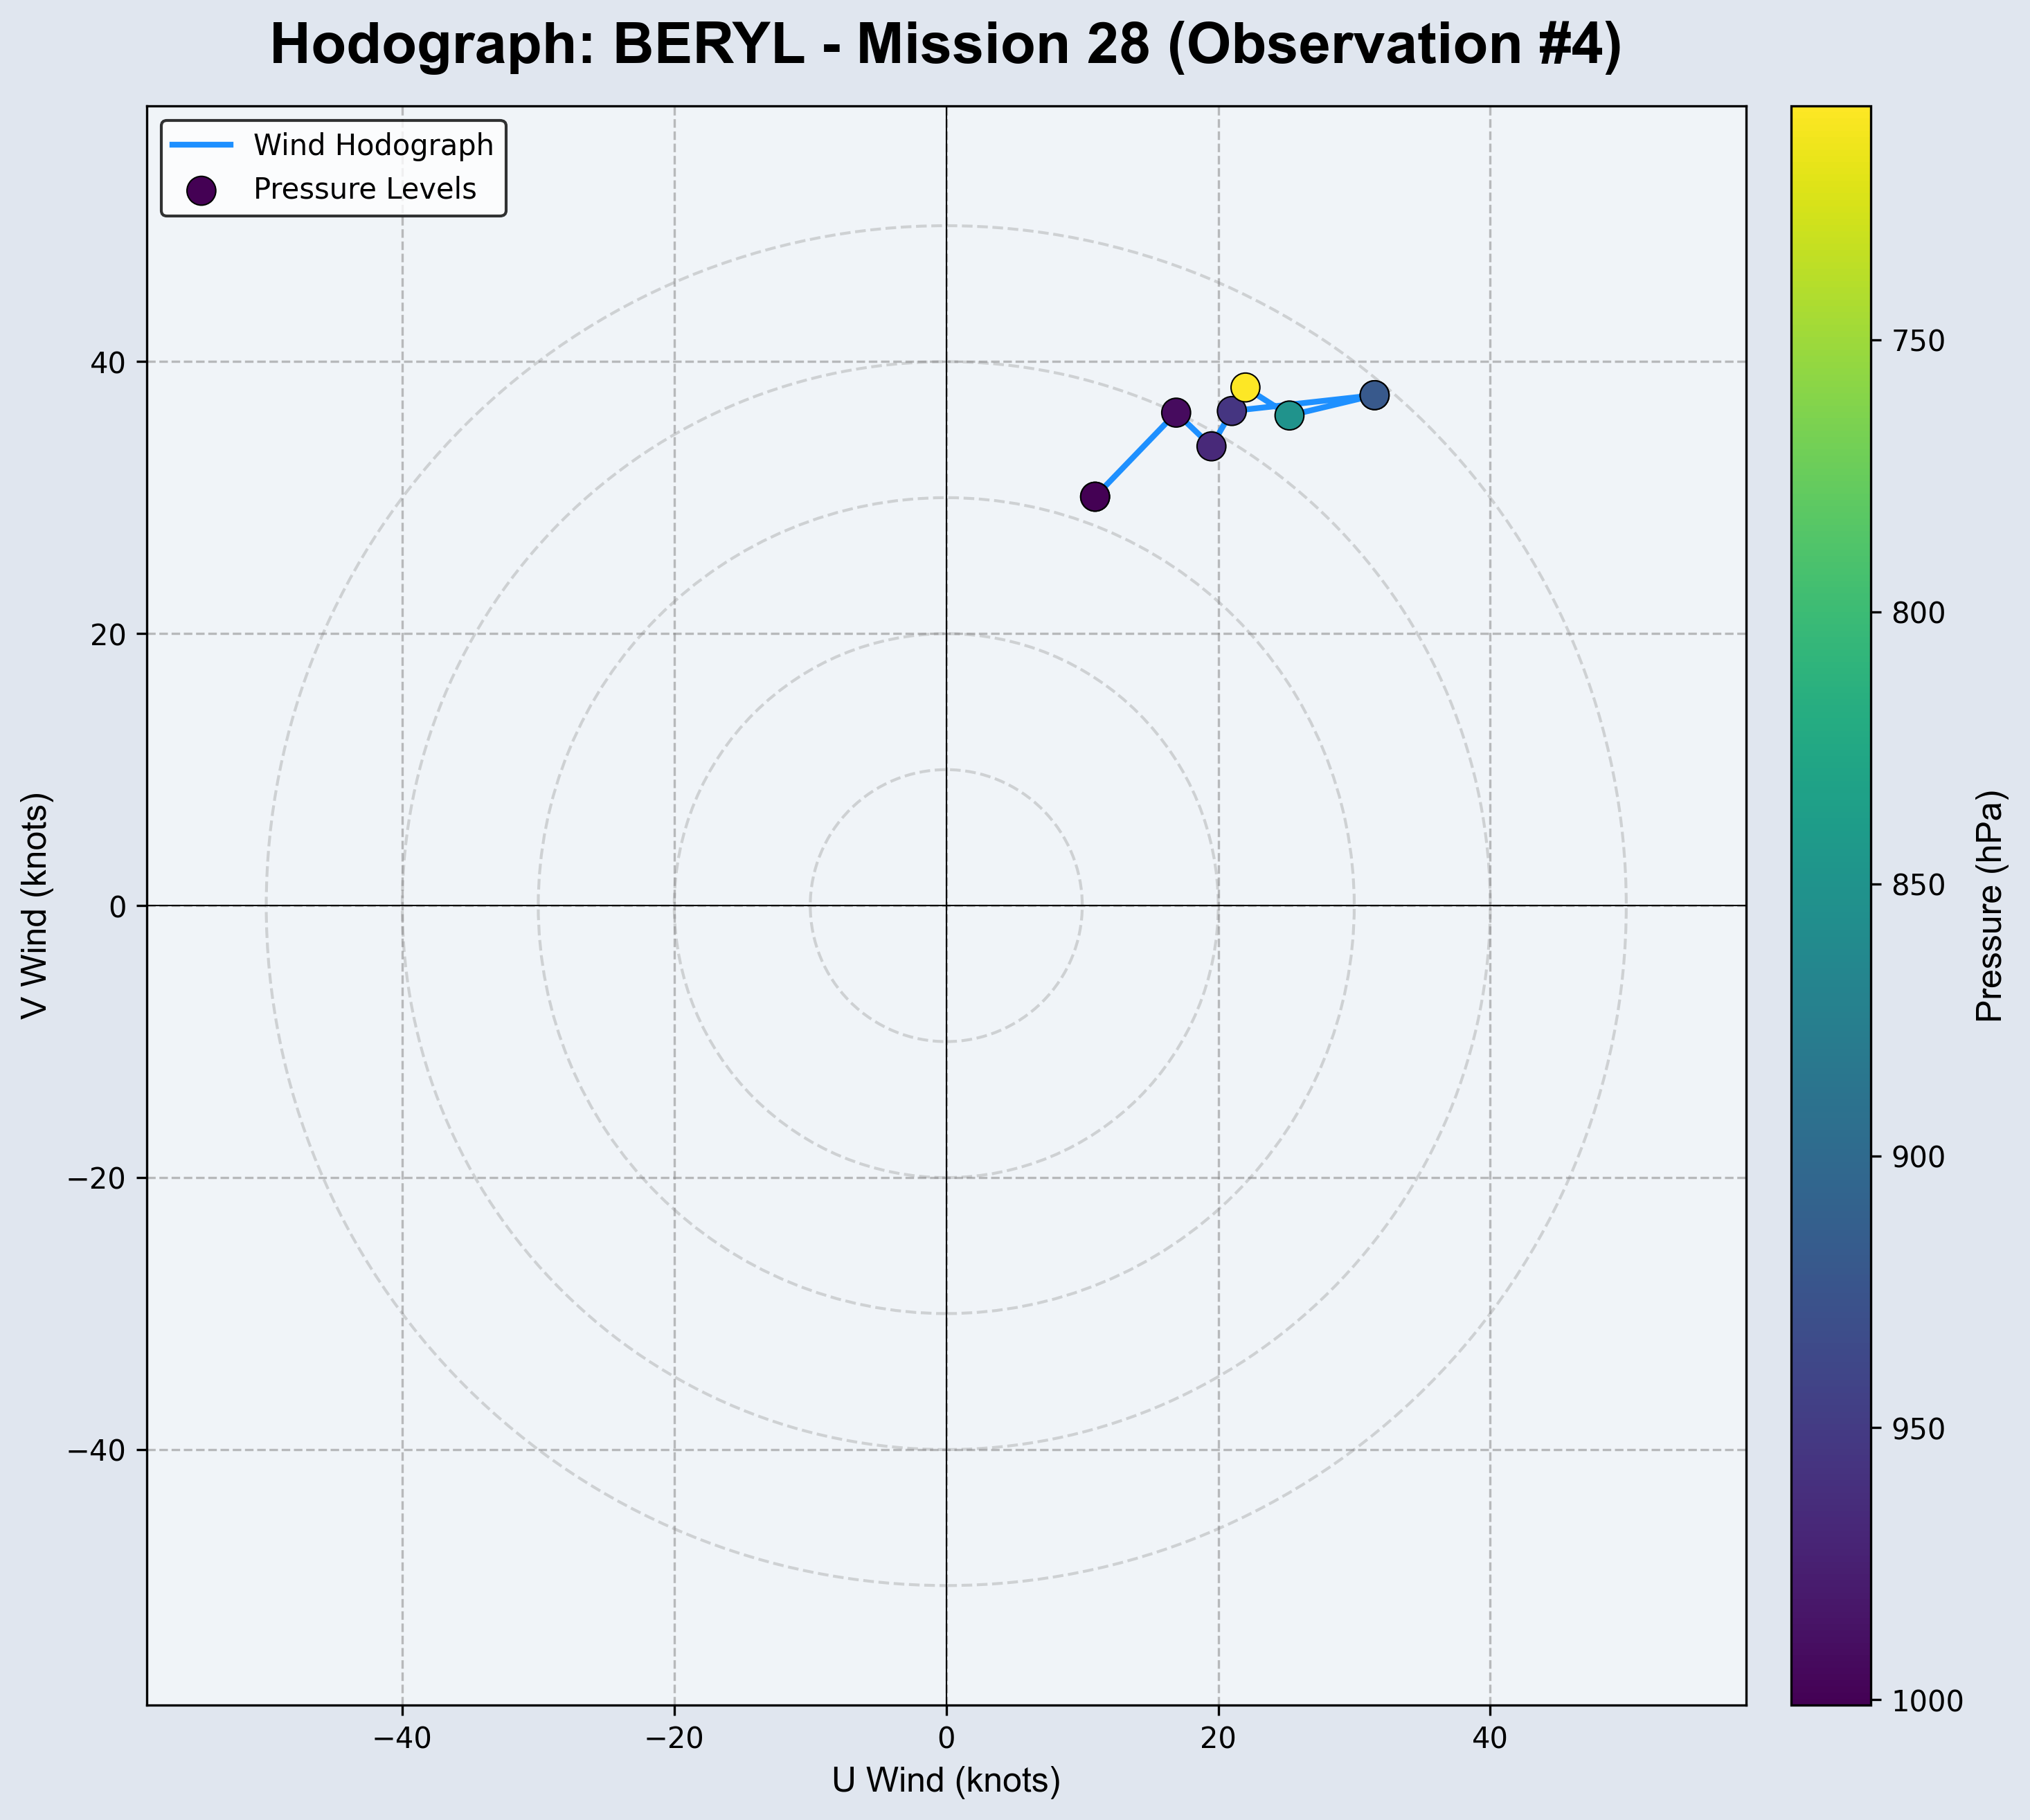 Hodograph: BERYL - Mission 28 (Observation #4)
Wind Hodograph
Pressure Levels
40
20
0
−20
−40
V Wind (knots)
−40
−20
0
20
40
U Wind (knots)
750
800
850
900
950
1000
Pressure (hPa)